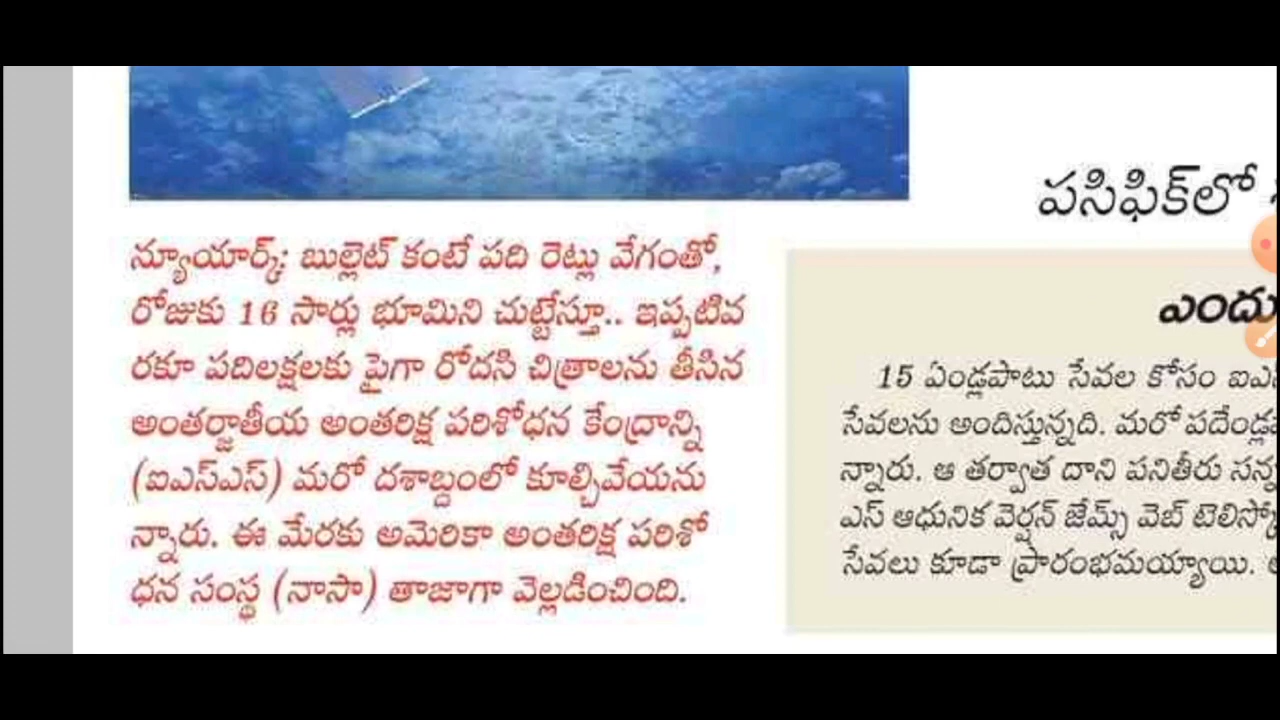 న్యూయార్క్: బుల్లెట్ కంటే పది రెట్లు వేగంతో,
రోజుకు 16 సార్లు భూమిని చుట్టేస్తూ.. ఇప్పటివ
రకూ పదిలక్షలకు పైగా రోదసి చిత్రాలను తీసిన
అంతర్జాతీయ అంతరిక్ష పరిశోధన కేంద్రాన్ని
(ఐఎస్ఎస్) మరో దశాబ్దంలో కూల్చివేయను
న్నారు. ఈ మేరకు అమెరికా అంతరిక్ష పరిశో
ధన సంస్థ (నాసా) తాజాగా వెల్లడించింది.
పసిఫిక్‌లో
ఎందు
15 ఏండ్లపాటు సేవల కోసం
సేవలను అందిస్తున్నది. మరో
న్నారు. ఆ తర్వాత దాని పనితీరు
ఎస్ ఆధునిక వెర్షన్ జేమ్స్ వెబ్
సేవలు కూడా ప్రారంభమయ్యాయి.